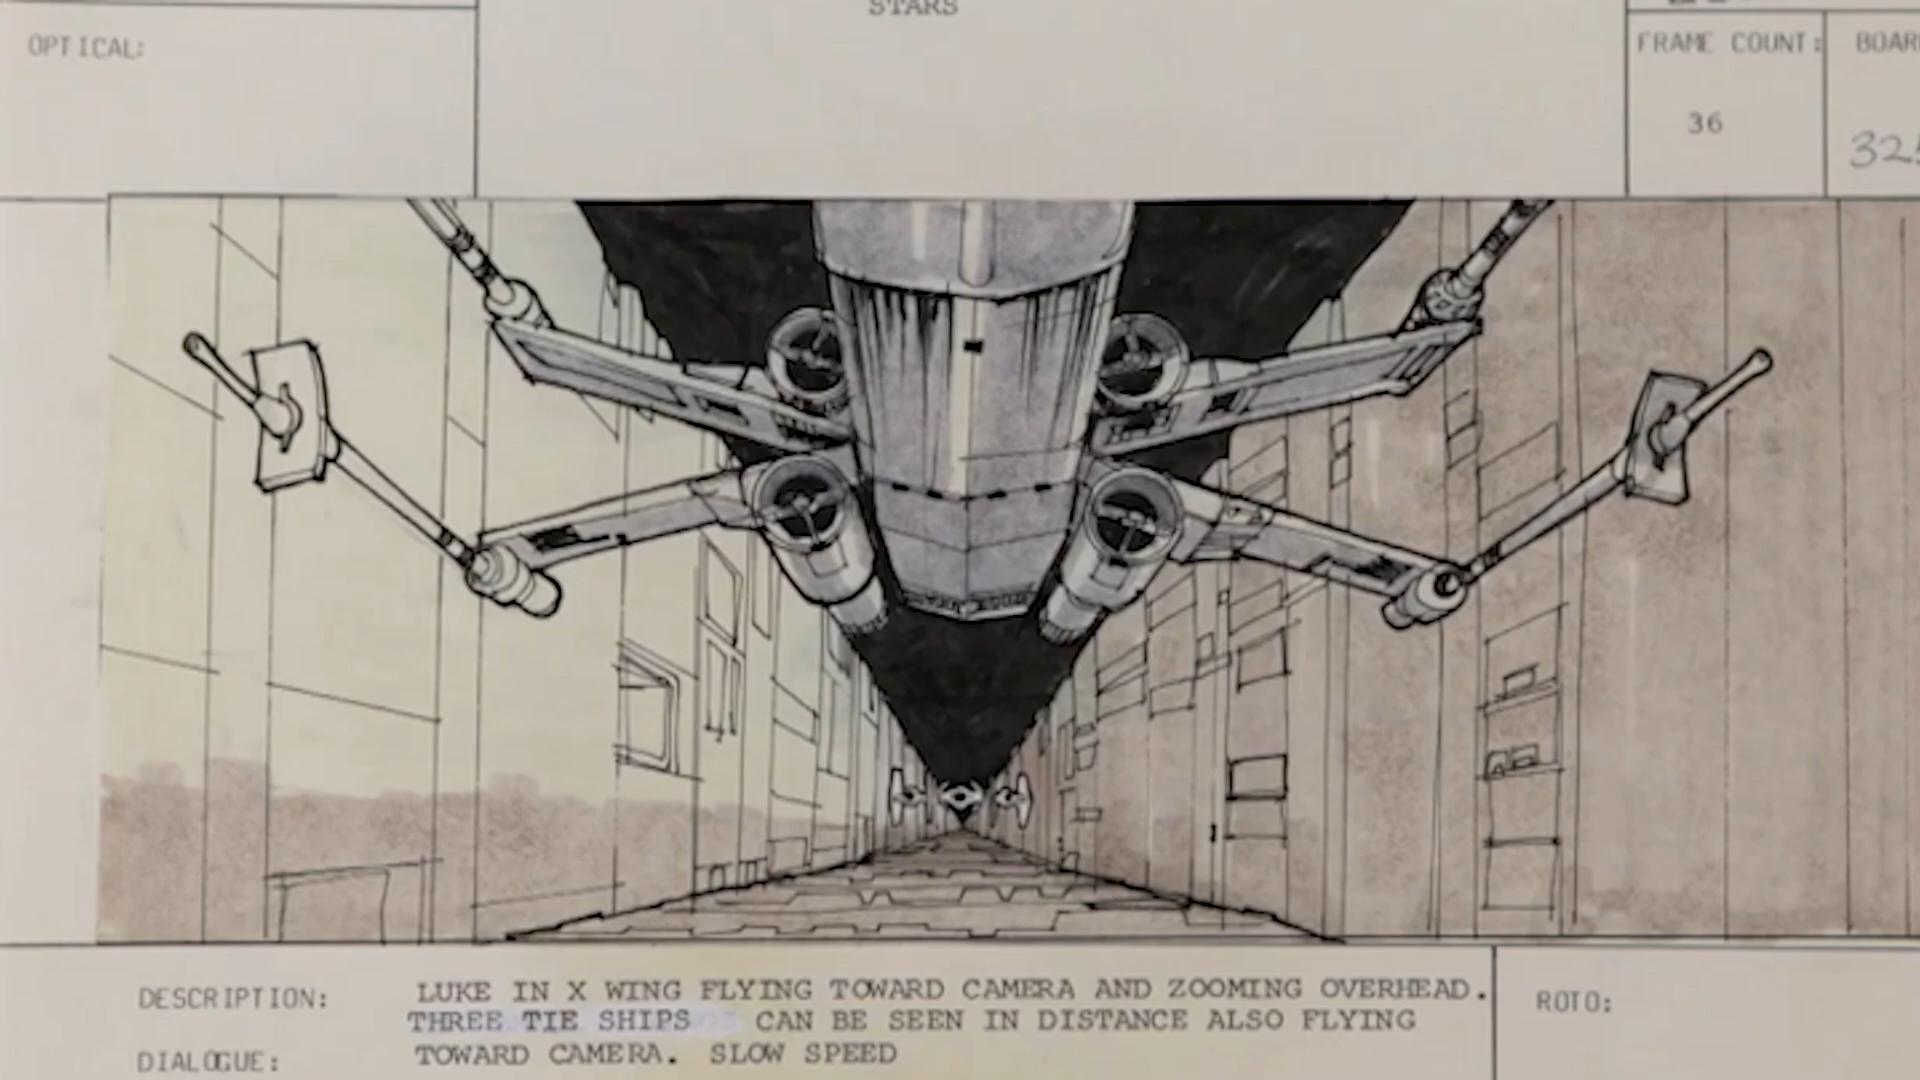 STARS
OPTICAL:
FRAME COUNT:
36
DESCRIPTION: LUKE IN X WING FLYING TOWARD CAMERA AND ZOOMING OVERHEAD.
THREE TIE SHIPS CAN BE SEEN IN DISTANCE ALSO FLYING
DIALOGUE: TOWARD CAMERA. SLOW SPEED
ROTO: